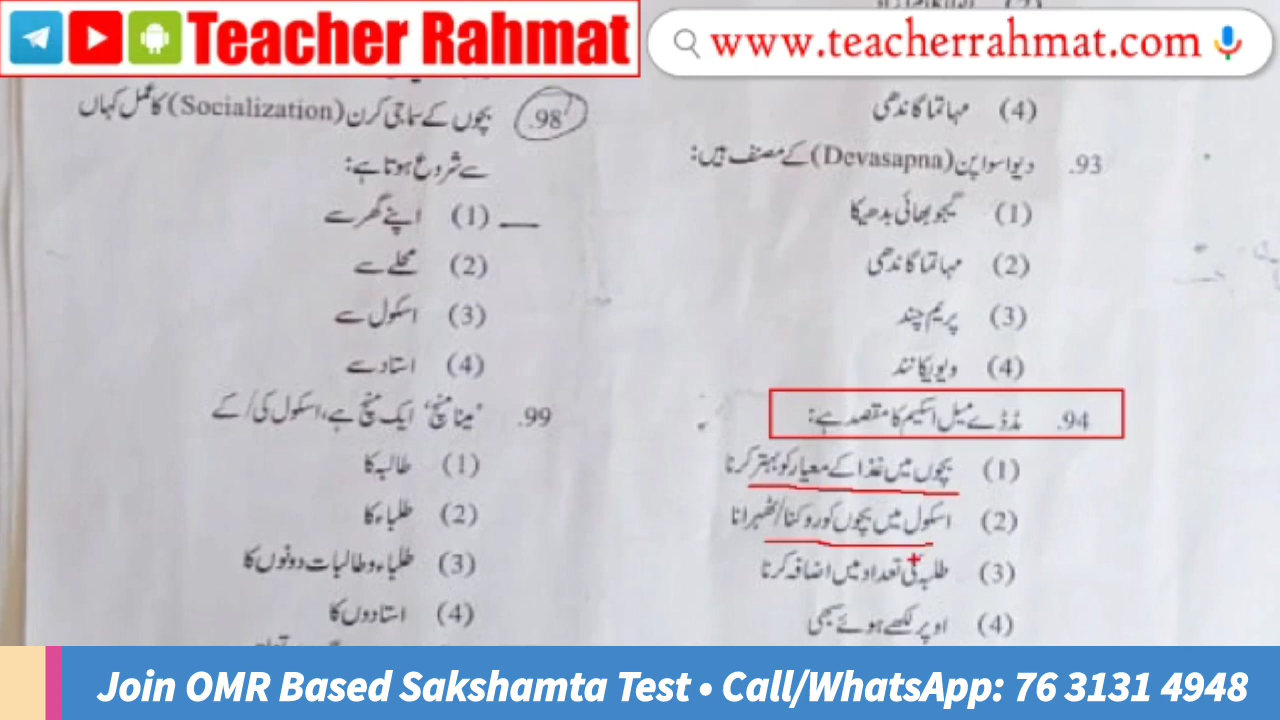 Teacher Rahmat
www.teacherrahmat.com
(4) مہاتما گاندھی
93. دیواسواپن (Devasapna) کے مصنف ہیں:
(1) گیجو بھائی بدھیکا
(2) مہاتما گاندھی
(3) پریم چند
(4) ویویکا نند
94. مڈ ڈے میل اسکیم کا مقصد ہے:
(1) بچوں میں غذا کے معیار کو بہتر کرنا
(2) اسکول میں بچوں کو روکنا/ٹھہرانا
(3) طلبہ کی تعداد میں اضافہ کرنا
(4) اوپر لکھے ہوئے سبھی
98. بچوں کے سماجی کرن (Socialization) کا عمل کہاں
سے شروع ہوتا ہے:
(1) اپنے گھر سے
(2) محلے سے
(3) اسکول سے
(4) استاد سے
99. 'مینا منچ' ایک منچ ہے، اسکول کی/کے
(1) طالبہ کا
(2) طلباء کا
(3) طلباء و طالبات دونوں کا
(4) استادوں کا
Join OMR Based Sakshamta Test • Call/WhatsApp: 76 3131 4948